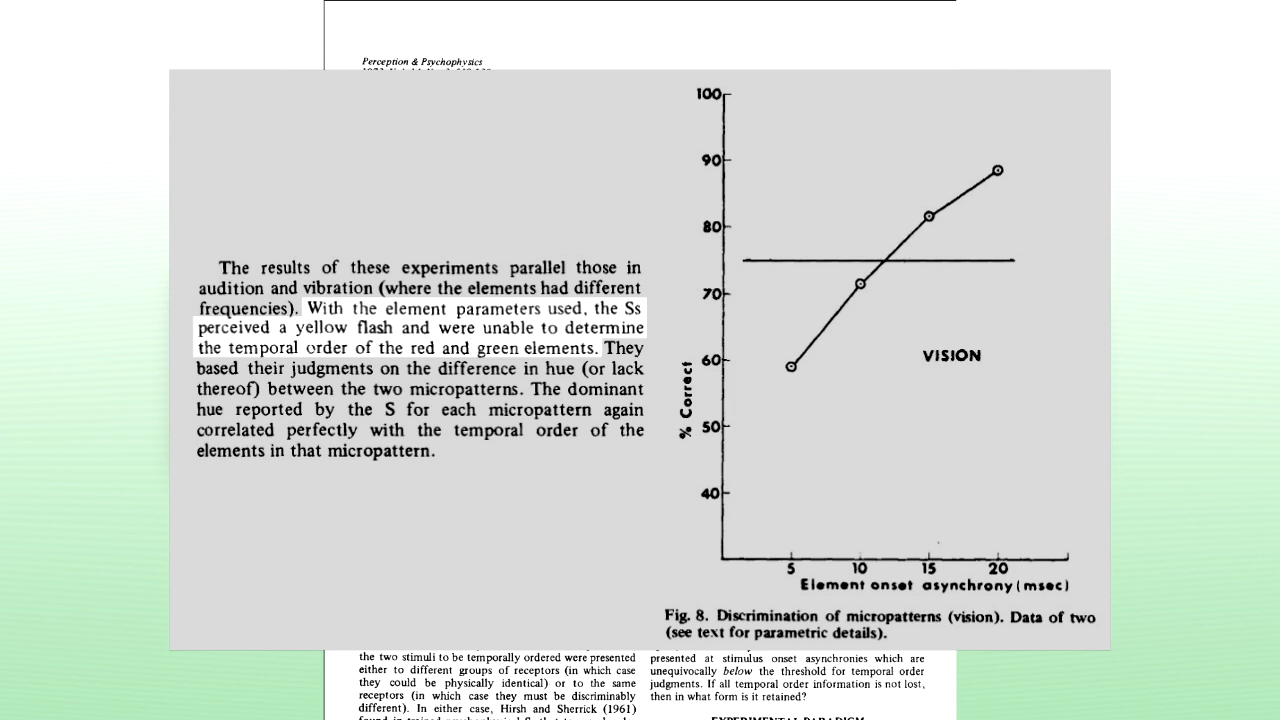 Perception & Psychophysics
The results of these experiments parallel those in
audition and vibration (where the elements had different
frequencies). With the element parameters used, the Ss
perceived a yellow flash and were unable to determine
the temporal order of the red and green elements. They
based their judgments on the difference in hue (or lack
thereof) between the two micropatterns. The dominant
hue reported by the S for each micropattern again
correlated perfectly with the temporal order of the
elements in that micropattern.
100
90
80
70
60
50
40
% Correct
VISION
5 10 15 20
Element onset asynchrony (msec)
Fig. 8. Discrimination of micropatterns (vision). Data of two
(see text for parametric details).
the two stimuli to be temporally ordered were presented
either to different groups of receptors (in which case
they could be physically identical) or to the same
receptors (in which case they must be discriminably
different). In either case, Hirsh and Sherrick (1961)
presented at stimulus onset asynchronies which are
unequivocally below the threshold for temporal order
judgments. If all temporal order information is not lost,
then in what form is it retained?
EXPERIMENTAL PARADIGM